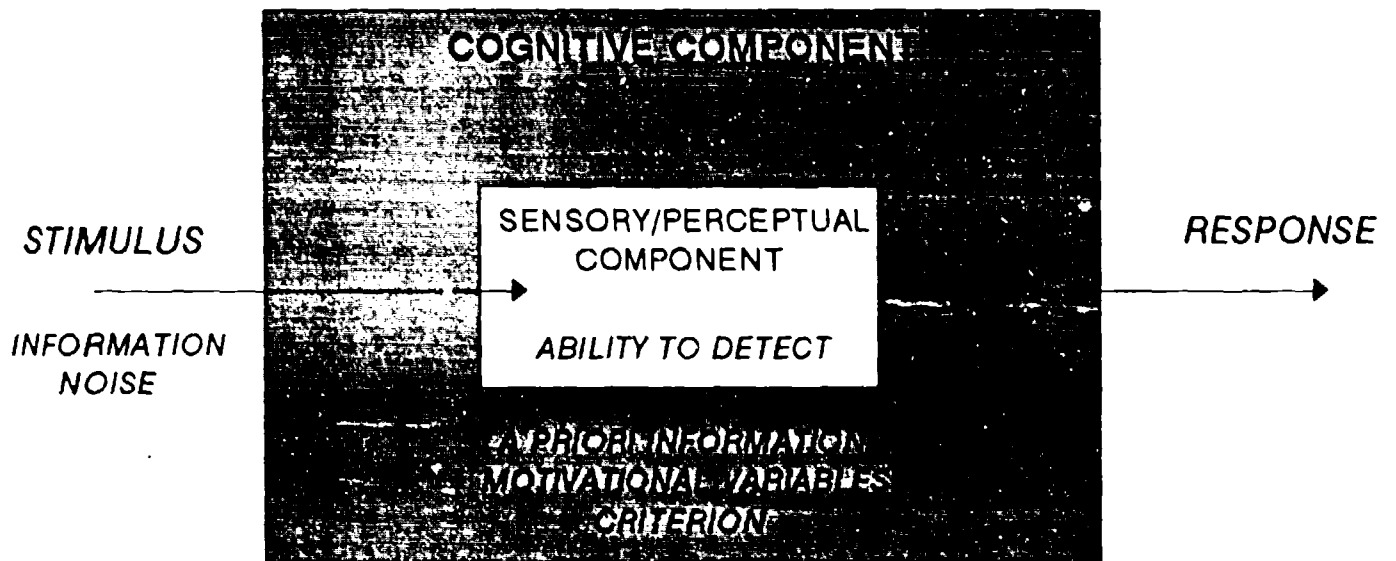 COGNITIVE COMPONENT
STIMULUS
INFORMATION
NOISE
SENSORY/PERCEPTUAL
COMPONENT
ABILITY TO DETECT
A PRIORI INFORMATION
MOTIVATIONAL VARIABLES
CRITERION
RESPONSE